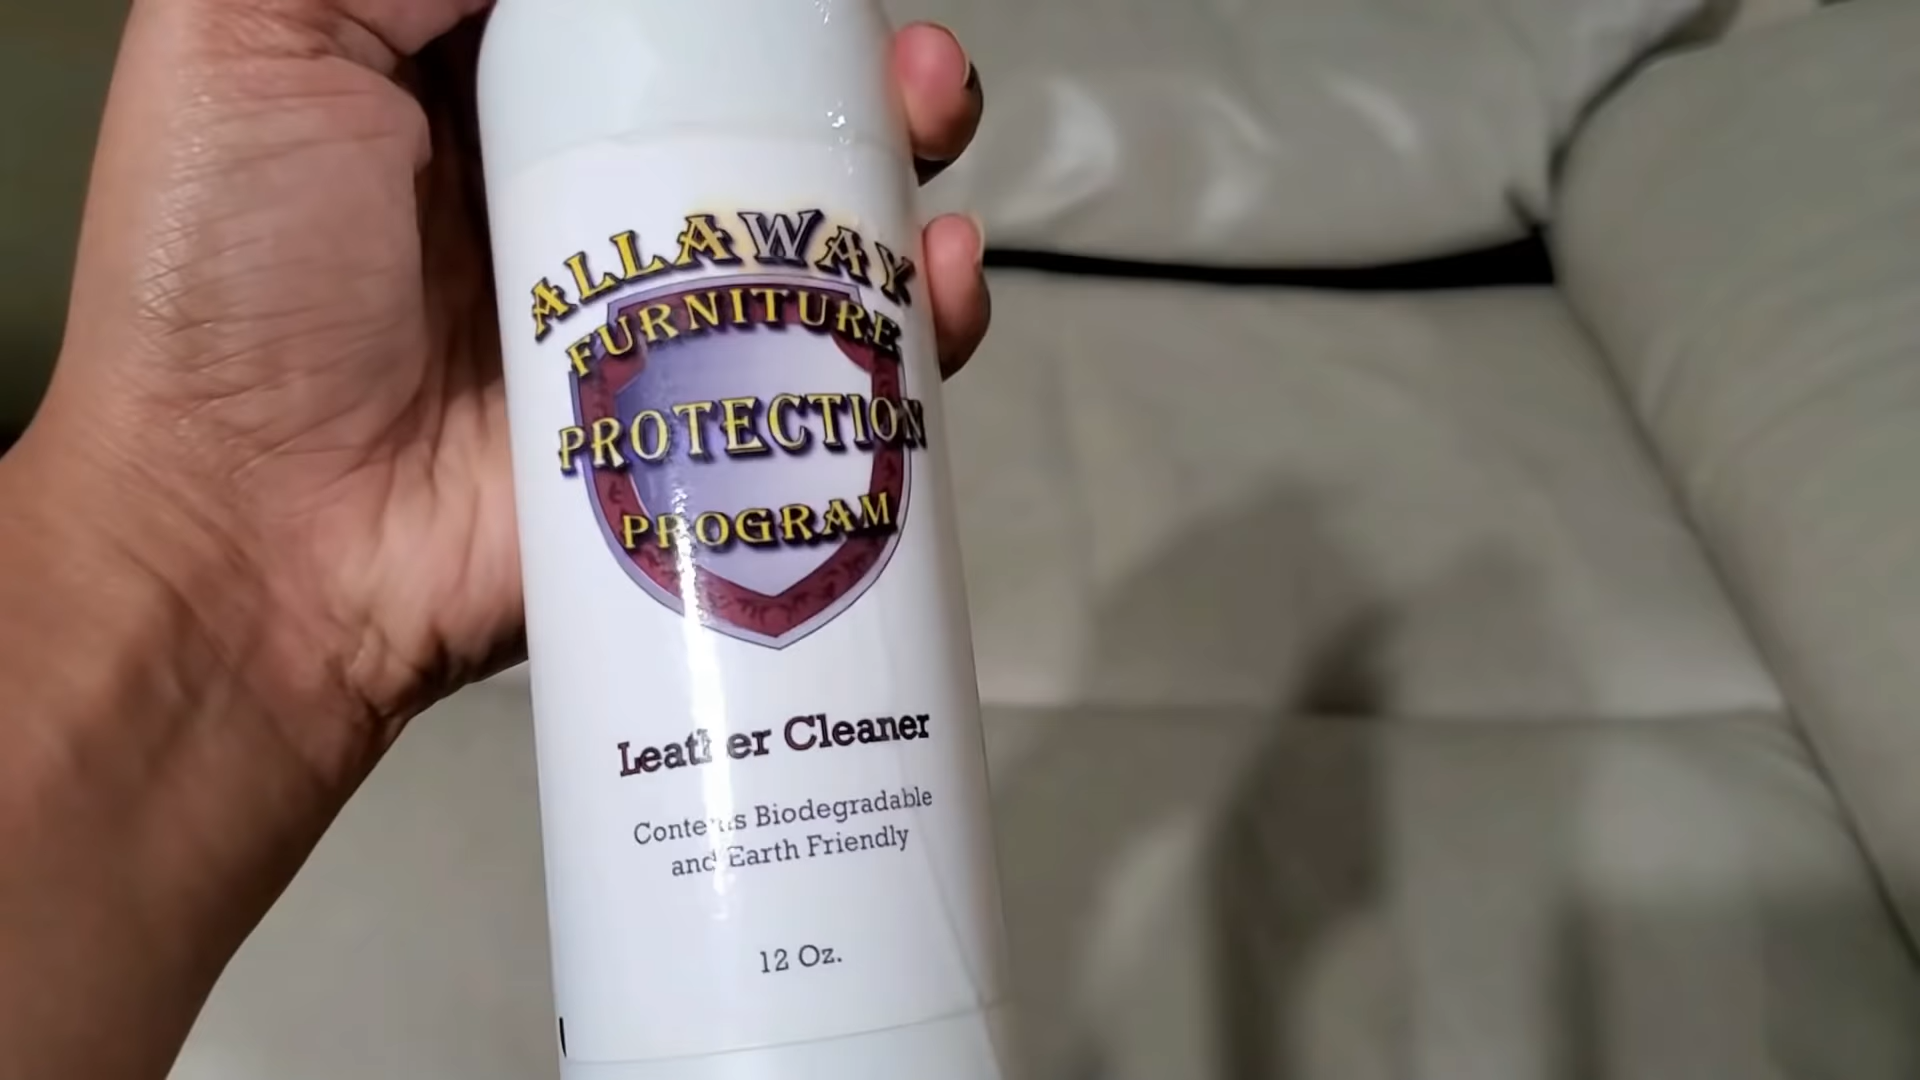 ALLAWAY
FURNITURE
PROTECTION
PROGRAM
Leather Cleaner
Contents Biodegradable
and Earth Friendly
12 Oz.